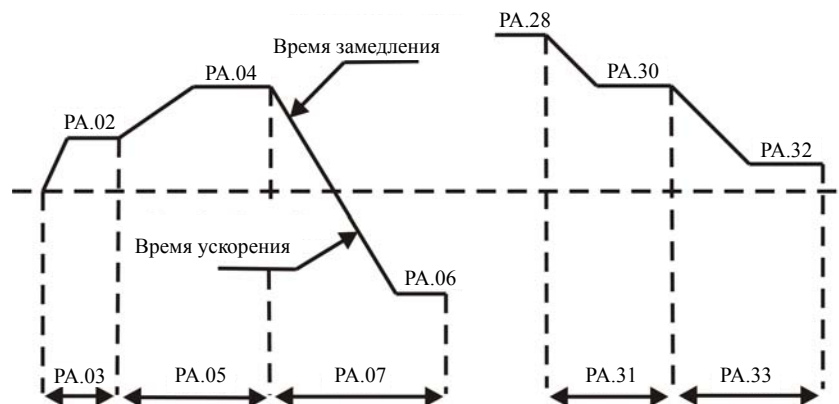 PA.28
Время замедления
PA.04
PA.30
PA.02
PA.32
Время ускорения
PA.06
PA.03
PA.05
PA.07
PA.31
PA.33